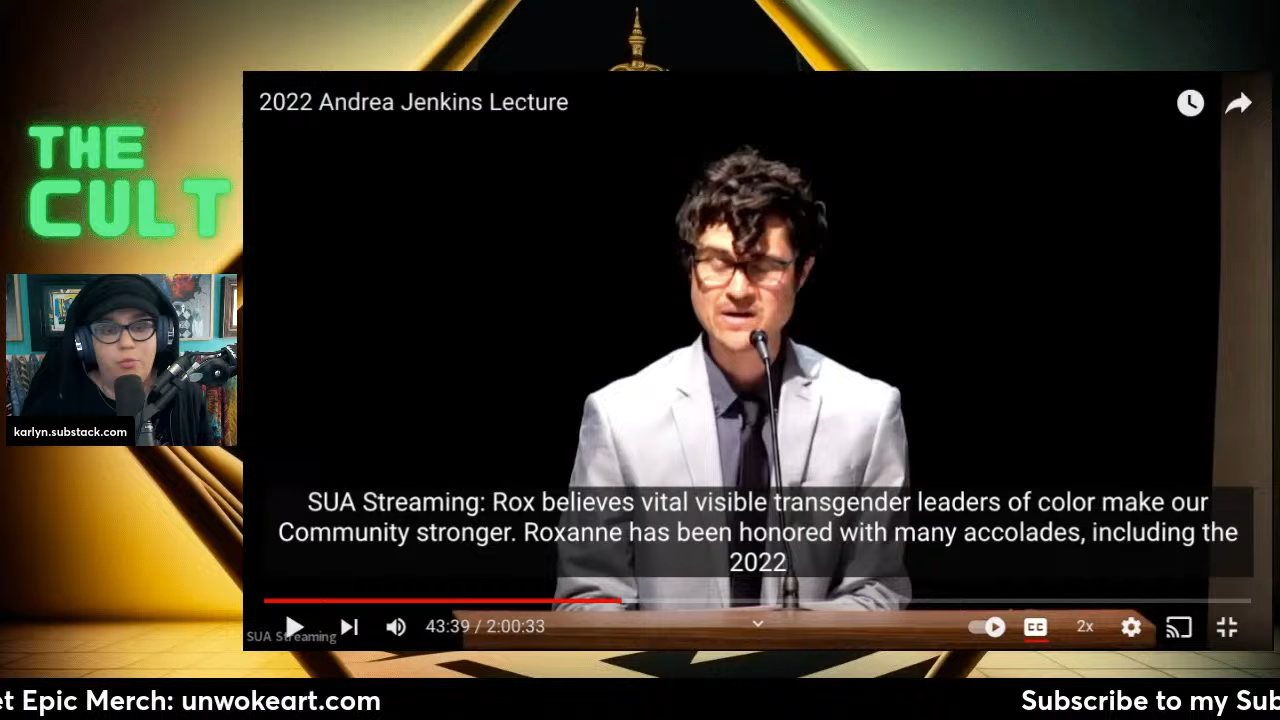 2022 Andrea Jenkins Lecture
THE
CULT
karlyn.substack.com
SUA Streaming: Rox believes vital visible transgender leaders of color make our
Community stronger. Roxanne has been honored with many accolades, including the
2022
43:39 / 2:00:33
CC
2x
SUA Streaming
et Epic Merch: unwokeart.com
Subscribe to my Sub